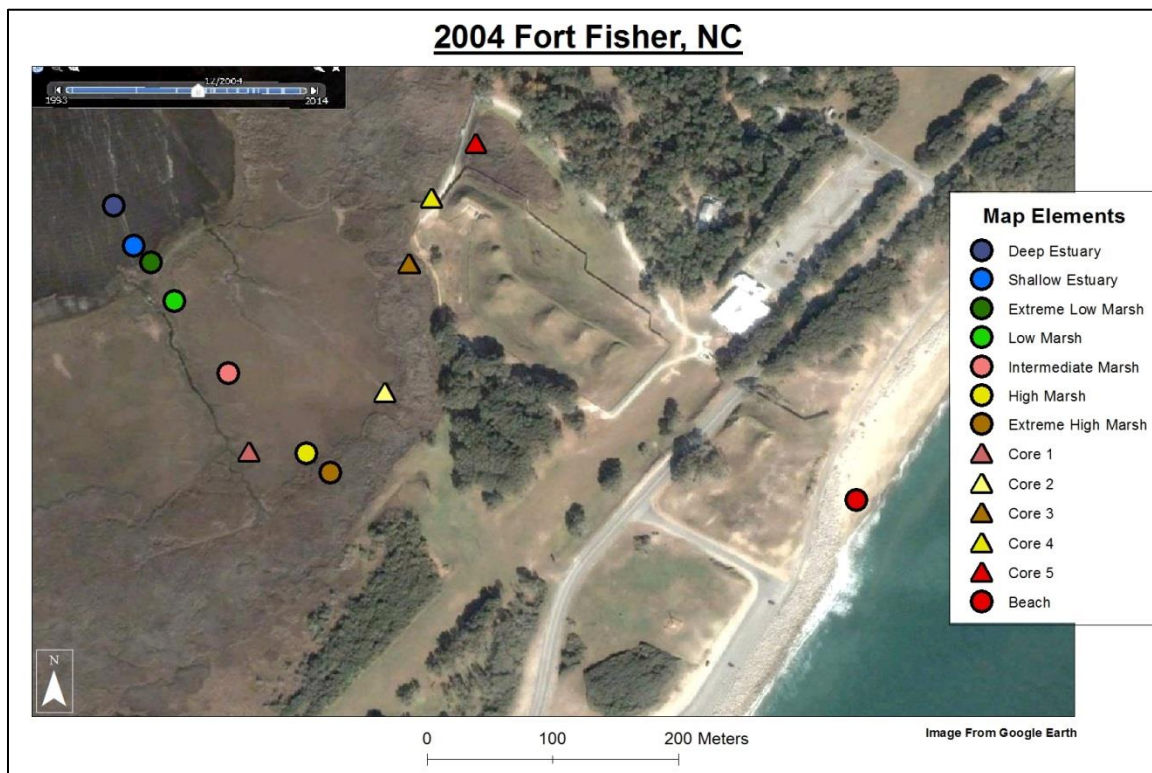 2004 Fort Fisher, NC
12/2004
1993
2014
Map Elements
Deep Estuary
Shallow Estuary
Extreme Low Marsh
Low Marsh
Intermediate Marsh
High Marsh
Extreme High Marsh
Core 1
Core 2
Core 3
Core 4
Core 5
Beach
N
Image From Google Earth
0 100 200 Meters